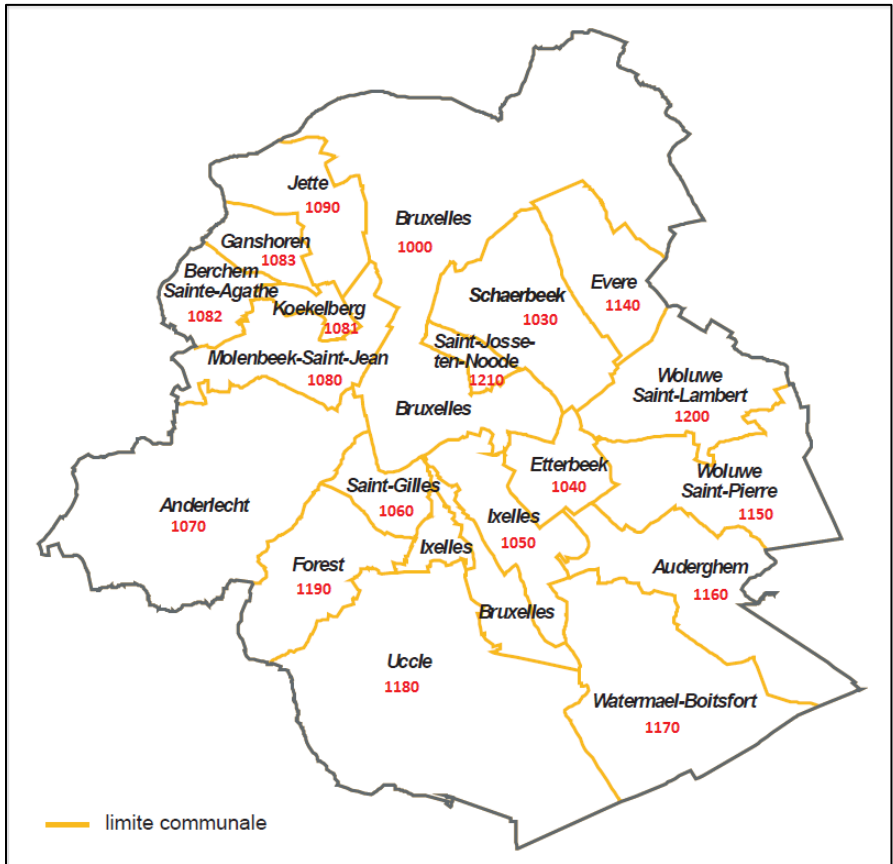 Jette
1090
Bruxelles
1000
Ganshoren
1083
Berchem
Sainte-Agathe
1082
Koekelberg
1081
Molenbeek-Saint-Jean
1080
Schaerbeek
1030
Evere
1140
Saint-Josse-
ten-Noode
1210
Bruxelles
Woluwe
Saint-Lambert
1200
Etterbeek
1040
Woluwe
Saint-Pierre
1150
Anderlecht
1070
Saint-Gilles
1060
Ixelles
1050
Ixelles
Forest
1190
Auderghem
1160
Bruxelles
Uccle
1180
Watermael-Boitsfort
1170
limite communale